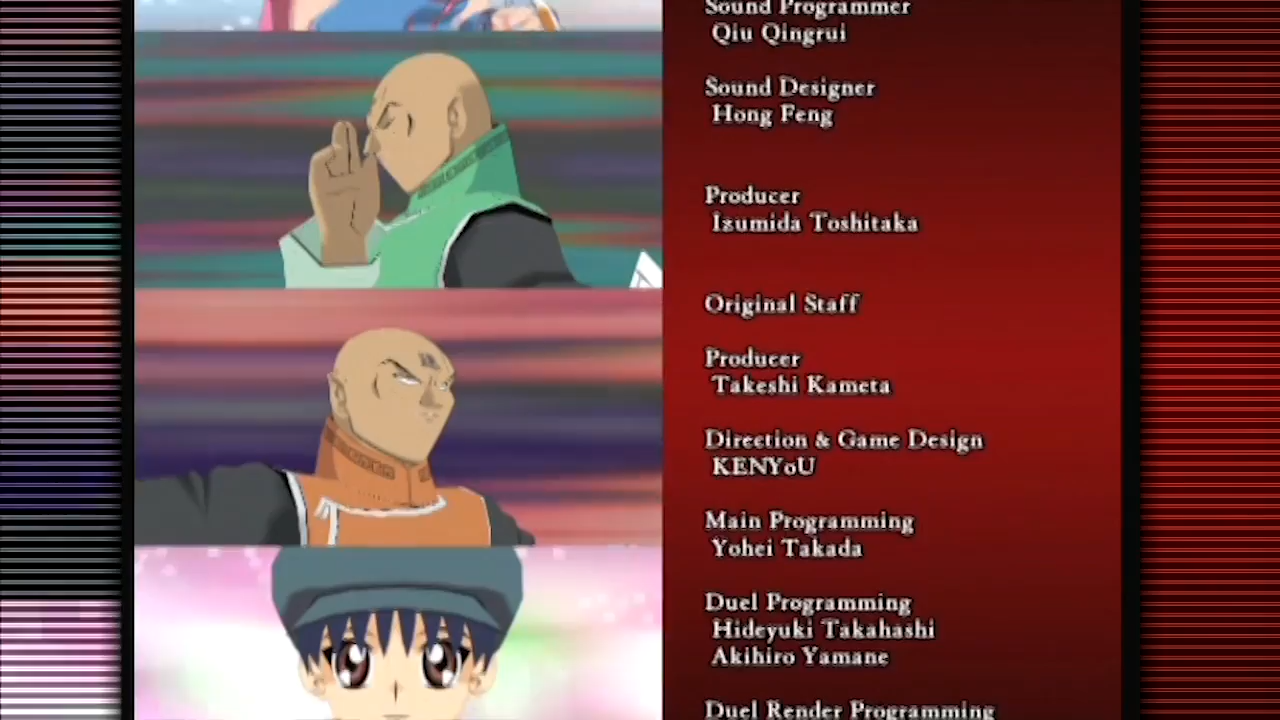 Sound Programmer
Qiu Qingrui
Sound Designer
Hong Feng
Producer
Izumida Toshitaka
Original Staff
Producer
Takeshi Kameta
Direction & Game Design
KENYoU
Main Programming
Yohei Takada
Duel Programming
Hideyuki Takahashi
Akihiro Yamane
Duel Render Programming